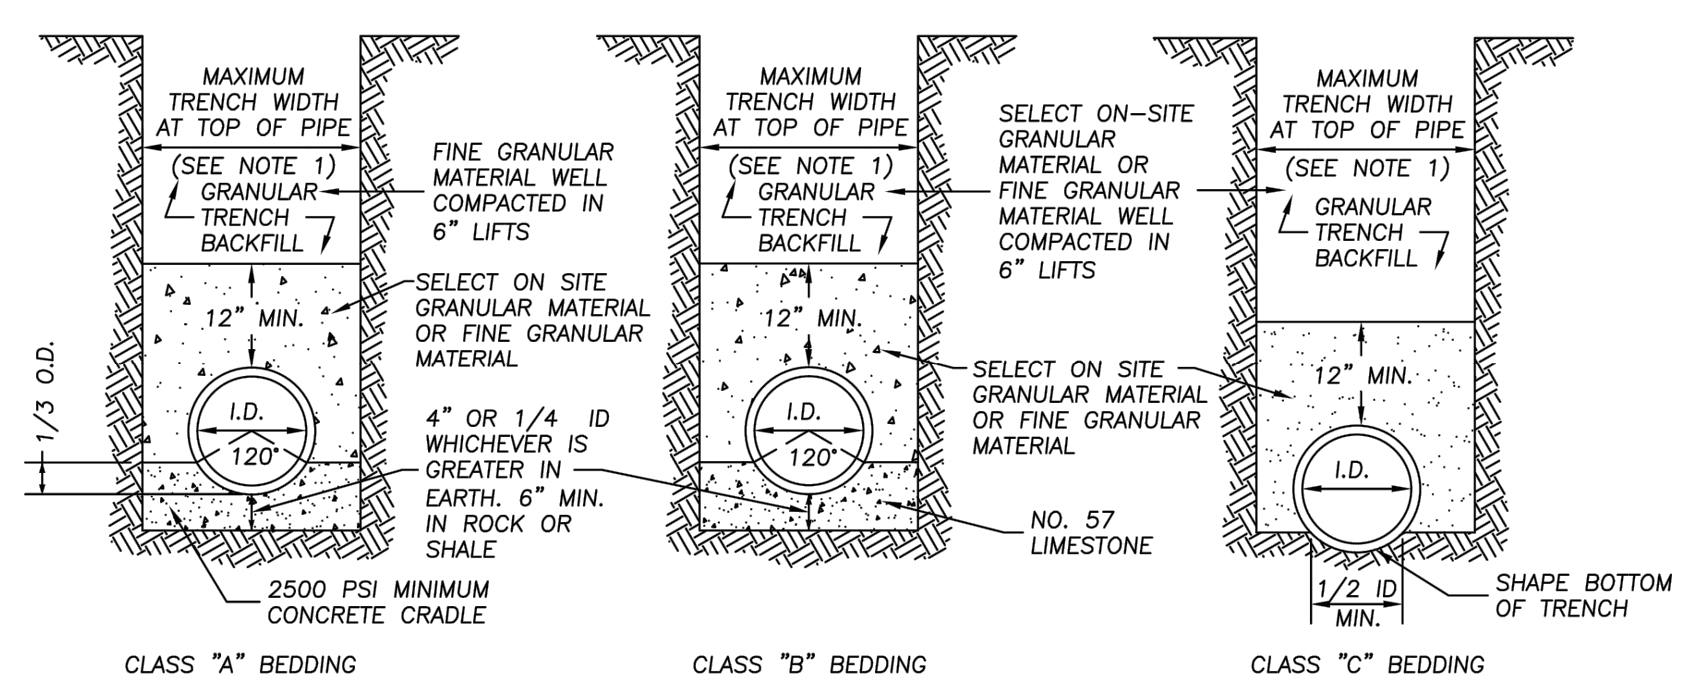 MAXIMUM
TRENCH WIDTH
AT TOP OF PIPE
(SEE NOTE 1)
GRANULAR
TRENCH
BACKFILL
FINE GRANULAR
MATERIAL WELL
COMPACTED IN
6" LIFTS
12" MIN.
SELECT ON SITE
GRANULAR MATERIAL
OR FINE GRANULAR
MATERIAL
1/3 O.D.
I.D.
120°
4" OR 1/4 ID
WHICHEVER IS
GREATER IN
EARTH. 6" MIN.
IN ROCK OR
SHALE
2500 PSI MINIMUM
CONCRETE CRADLE
CLASS "A" BEDDING
MAXIMUM
TRENCH WIDTH
AT TOP OF PIPE
(SEE NOTE 1)
GRANULAR
TRENCH
BACKFILL
SELECT ON-SITE
GRANULAR
MATERIAL OR
FINE GRANULAR
MATERIAL WELL
COMPACTED IN
6" LIFTS
12" MIN.
SELECT ON SITE
GRANULAR MATERIAL
OR FINE GRANULAR
MATERIAL
I.D.
120°
NO. 57
LIMESTONE
CLASS "B" BEDDING
MAXIMUM
TRENCH WIDTH
AT TOP OF PIPE
(SEE NOTE 1)
GRANULAR
TRENCH
BACKFILL
12" MIN.
I.D.
1/2 ID
MIN.
SHAPE BOTTOM
OF TRENCH
CLASS "C" BEDDING